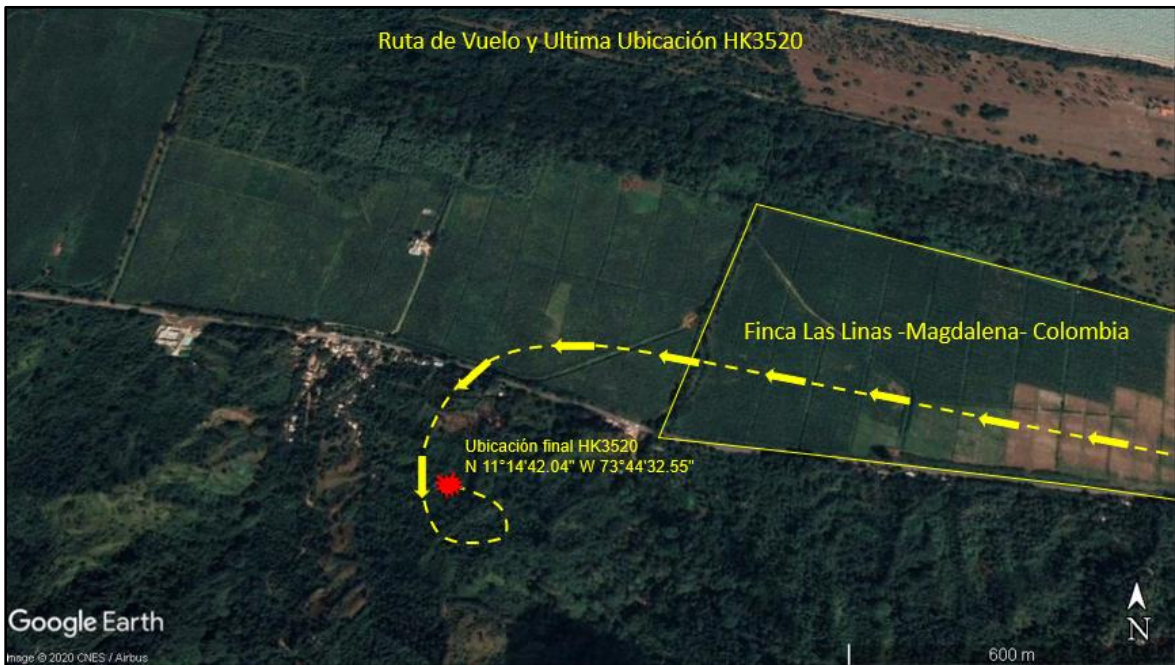 Ruta de Vuelo y Ultima Ubicación HK3520
Finca Las Linas -Magdalena- Colombia
Ubicación final HK3520
N 11°14'42.04" W 73°44'32.55"
Google Earth
N
Image © 2020 CNES / Airbus
600 m